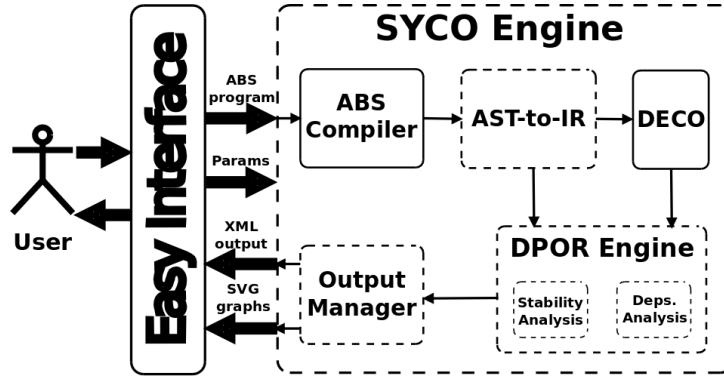 SYCO Engine
ABS
program
ABS
Compiler
AST-to-IR
DECO
Params
Easy Interface
User
XML
output
SVG
graphs
Output
Manager
DPOR Engine
Stability
Analysis
Deps.
Analysis